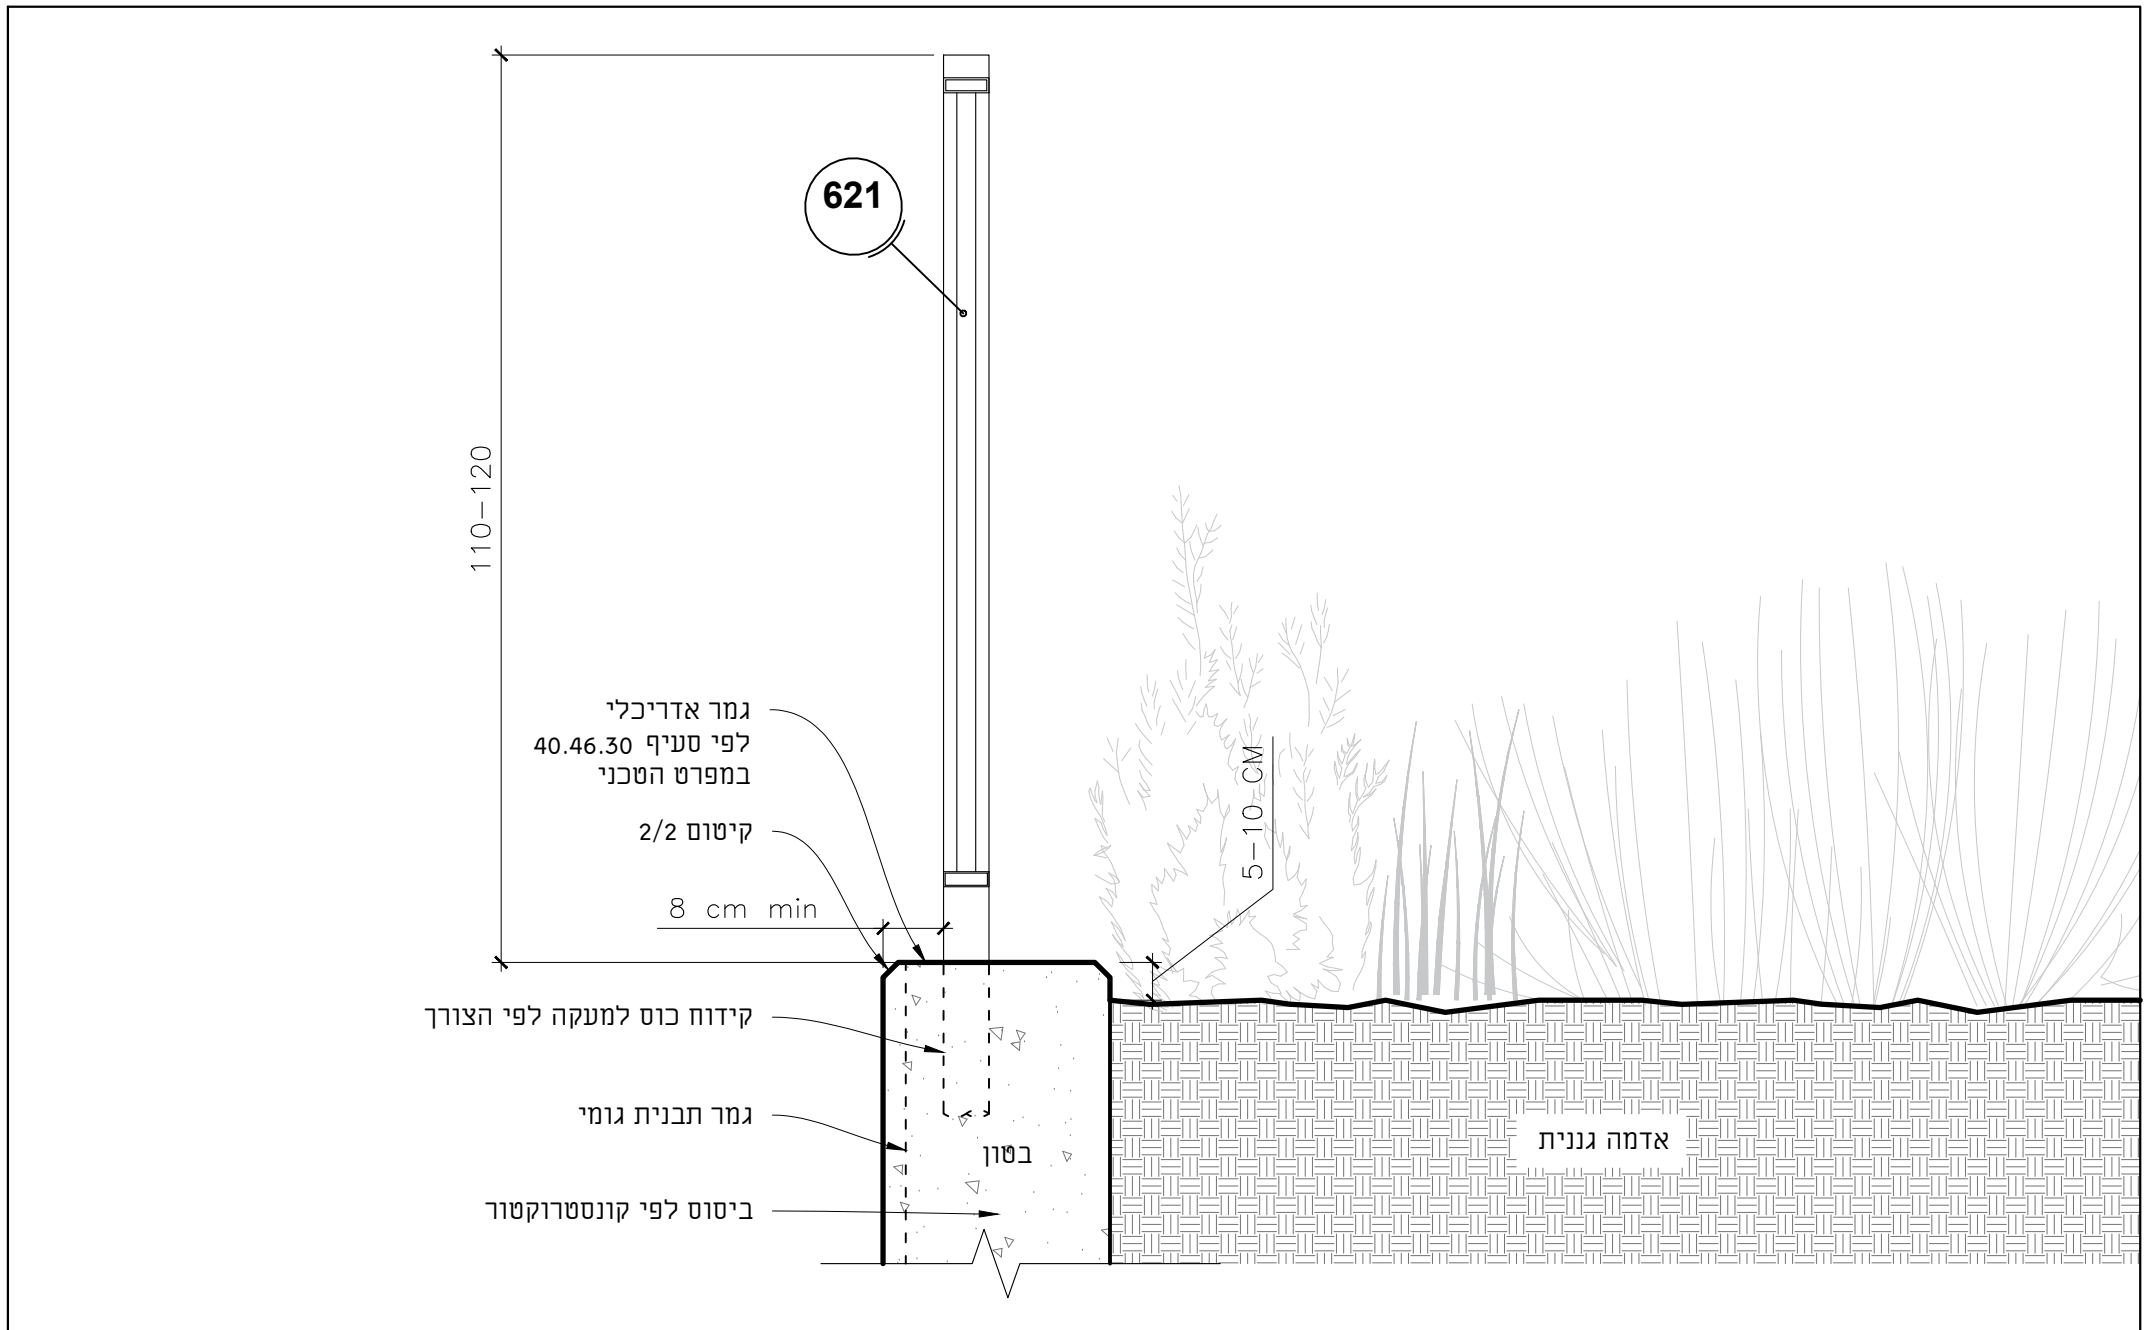 621
110-120
גמר אדריכלי
לפי סעיף 40.46.30
במפרט הטכני
קיטום 2/2
8 cm min
5-10 CM
קידוח כוס למעקה לפי הצורך
גמר תבנית גומי
בטון
אדמה גננית
ביסוס לפי קונסטרוקטור